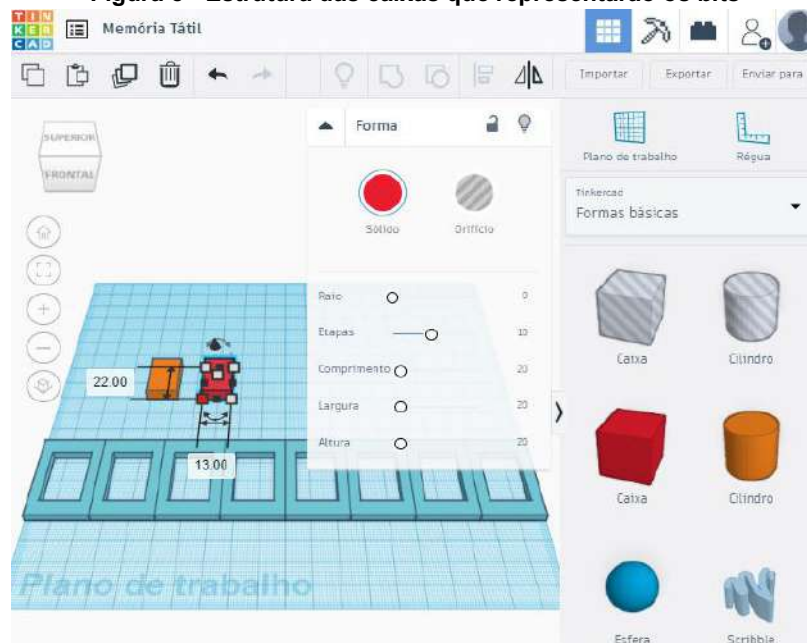 Figura 6 - Estrutura das caixas que representarão os bits
TIN
KER
CAD
Memória Tátil
Importar
Exportar
Enviar para
SUPERIOR
FRONTAL
Forma
Sólido
Orifício
Raio 0
Etapas 10
Comprimento 20
Largura 20
Altura 20
22.00
13.00
Plano de trabalho
Plano de trabalho
Régua
Tinkercad
Formas básicas
Caixa
Cilindro
Caixa
Cilindro
Esfera
Scribble